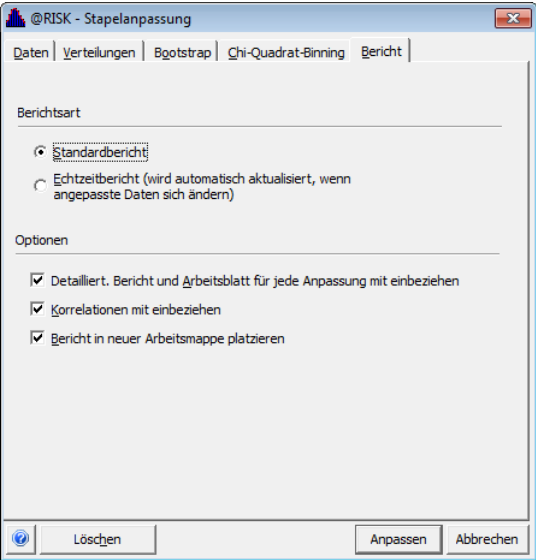 @RISK - Stapelanpassung
Daten Verteilungen Bootstrap Chi-Quadrat-Binning Bericht
Berichtsart
Standardbericht
Echtzeitbericht (wird automatisch aktualisiert, wenn
angepasste Daten sich ändern)
Optionen
Detailliert. Bericht und Arbeitsblatt für jede Anpassung mit einbeziehen
Korrelationen mit einbeziehen
Bericht in neuer Arbeitsmappe platzieren
Löschen Anpassen Abbrechen